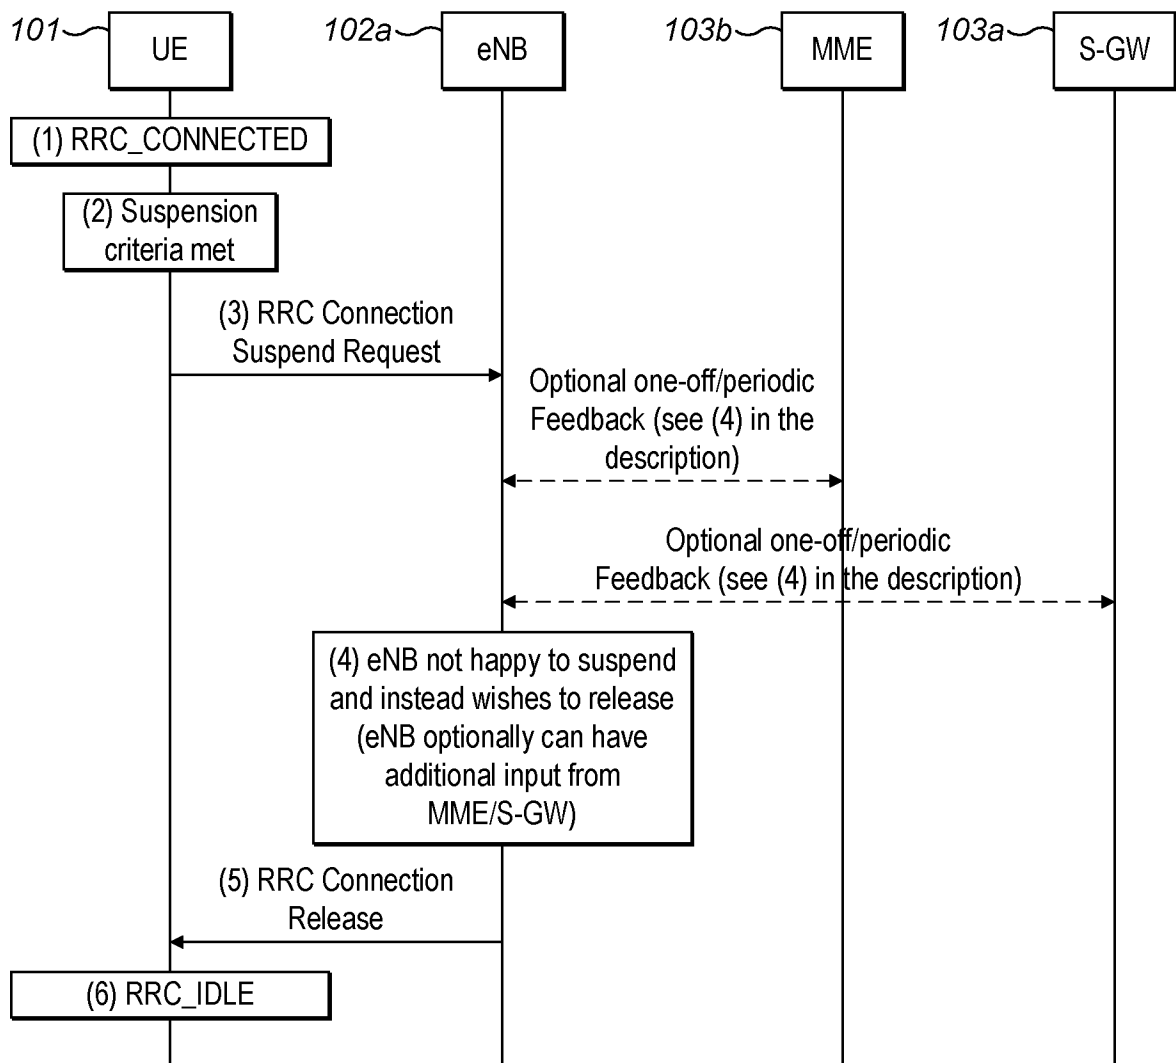 101
UE
102a
eNB
103b
MME
103a
S-GW
(1) RRC_CONNECTED
(2) Suspension
criteria met
(3) RRC Connection
Suspend Request
Optional one-off/periodic
Feedback (see (4) in the
description)
Optional one-off/periodic
Feedback (see (4) in the description)
(4) eNB not happy to suspend
and instead wishes to release
(eNB optionally can have
additional input from
MME/S-GW)
(5) RRC Connection
Release
(6) RRC_IDLE